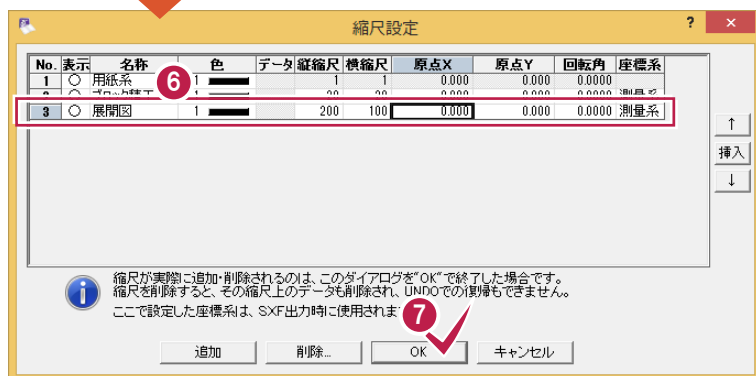 縮尺設定
? ×
No. 表示 名称 色 データ 縦縮尺 横縮尺 原点X 原点Y 回転角 座標系
1 ○ 用紙系 1 1 1 0.000 0.000 0.0000
6
3 ○ 展開図 1 200 100 0.000 0.000 0.0000 測量系
↑
挿入
↓
縮尺が実際に追加・削除されるのは、このダイアログを"OK"で終了した場合です。
縮尺を削除すると、その縮尺上のデータも削除され、UNDOでの復帰もできません。
ここで設定した座標系は、SXF出力時に使用されま
7
追加 削除... OK キャンセル